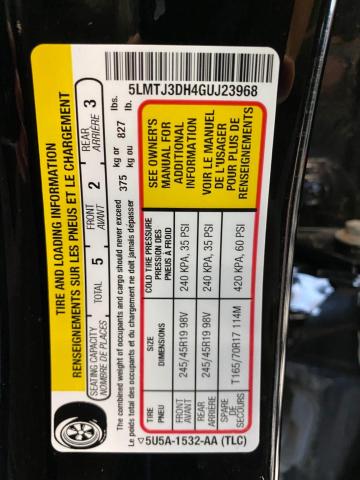 TIRE AND LOADING INFORMATION
RENSEIGNEMENTS SUR LES PNEUS ET LE CHARGEMENT
SEATING CAPACITY
NOMBRE DE PLACES
TOTAL 5
FRONT
AVANT 2
REAR
ARRIÈRE 3
The combined weight of occupants and cargo should never exceed
Le poids total des occupants et du chargement ne doit jamais dépasser
375 kg or 827 lbs.
kg ou lb.
TIRE SIZE COLD TIRE PRESSURE
PNEU DIMENSIONS PRESSION DES
PNEUS À FROID
FRONT
AVANT 245/45R19 98V 240 KPA, 35 PSI
REAR
ARRIÈRE 245/45R19 98V 240 KPA, 35 PSI
SPARE
DE
SECOURS T165/70R17 114M 420 KPA, 60 PSI
SEE OWNER'S
MANUAL FOR
ADDITIONAL
INFORMATION
VOIR LE MANUEL
DE L'USAGER
POUR PLUS DE
RENSEIGNEMENTS
5U5A-1532-AA (TLC)
5LMTJ3DH4GUJ23968